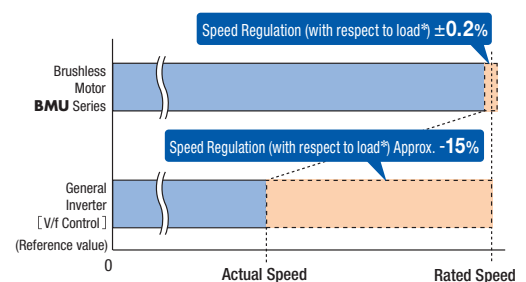 Speed Regulation (with respect to load*) ±0.2%
Brushless
Motor
BMU Series
Speed Regulation (with respect to load*) Approx. -15%
General
Inverter
[V/f Control]
(Reference value)
0
Actual Speed
Rated Speed